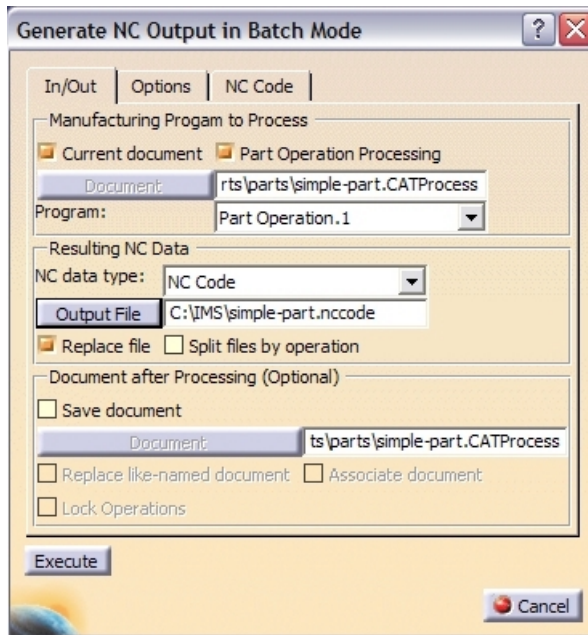 Generate NC Output in Batch Mode
In/Out Options NC Code
Manufacturing Progam to Process
Current document Part Operation Processing
Document rts\parts\simple-part.CATProcess
Program: Part Operation.1
Resulting NC Data
NC data type: NC Code
Output File C:\IMS\simple-part.nccode
Replace file Split files by operation
Document after Processing (Optional)
Save document
Document ts\parts\simple-part.CATProcess
Replace like-named document Associate document
Lock Operations
Execute
Cancel